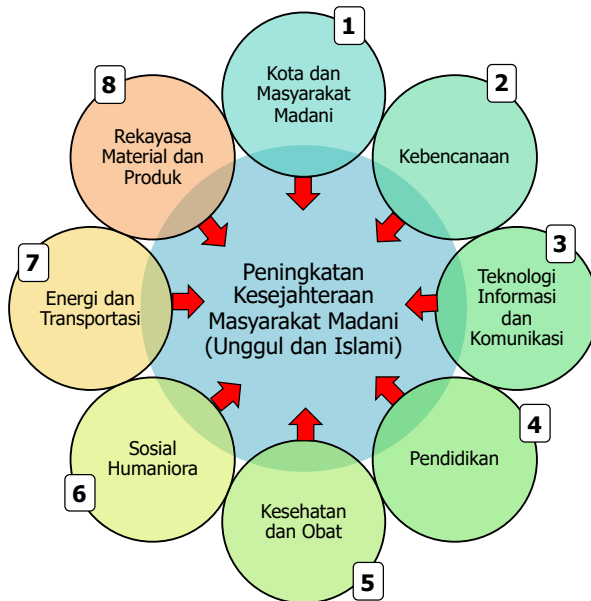 1
Kota dan
Masyarakat
Madani
2
Kebencanaan
3
Teknologi
Informasi
dan
Komunikasi
4
Pendidikan
5
Kesehatan
dan Obat
6
Sosial
Humaniora
7
Energi dan
Transportasi
8
Rekayasa
Material dan
Produk
Peningkatan
Kesejahteraan
Masyarakat Madani
(Unggul dan Islami)